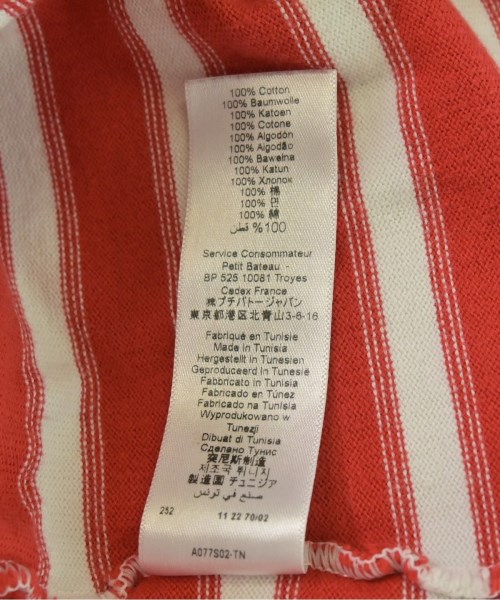 100% Cotton
100% Baumwolle
100% Katoen
100% Cotone
100% Algodón
100% Algodão
100% Bawełna
100% Katun
100% Хлопок
100% 棉
100% 면
100% 綿
100% قطن
Service Consommateur
Petit Bateau -
BP 525 10081 Troyes
Cedex France
㈱プチバトージャパン
東京都港区北青山3-6-16
Fabriqué en Tunisie
Made in Tunisia
Hergestellt in Tunesien
Geproduceerd in Tunesie
Fabbricato in Tunisia
Fabricado en Túnez
Fabricado na Tunísia
Wyprodukowano w
Tunezji
Dibuat di Tunisia
Сделано Тунис
突尼斯制造
제조국 튀니지
製造国 チュニジア
صنع في تونس
252
11 22 70/02
A077S02-TN